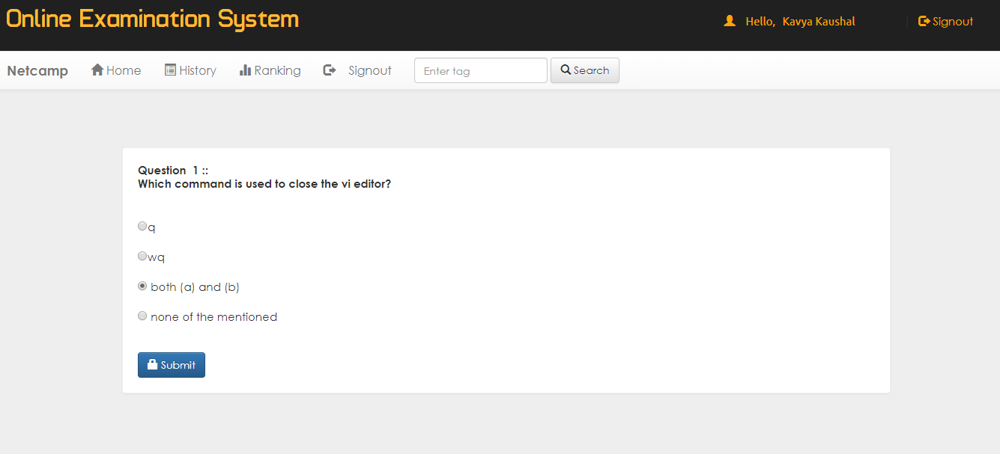 Online Examination System
Hello, Kavya Kaushal
Signout
Netcamp Home History Ranking Signout Enter tag Search
Question 1 ::
Which command is used to close the vi editor?
q
wq
both (a) and (b)
none of the mentioned
Submit